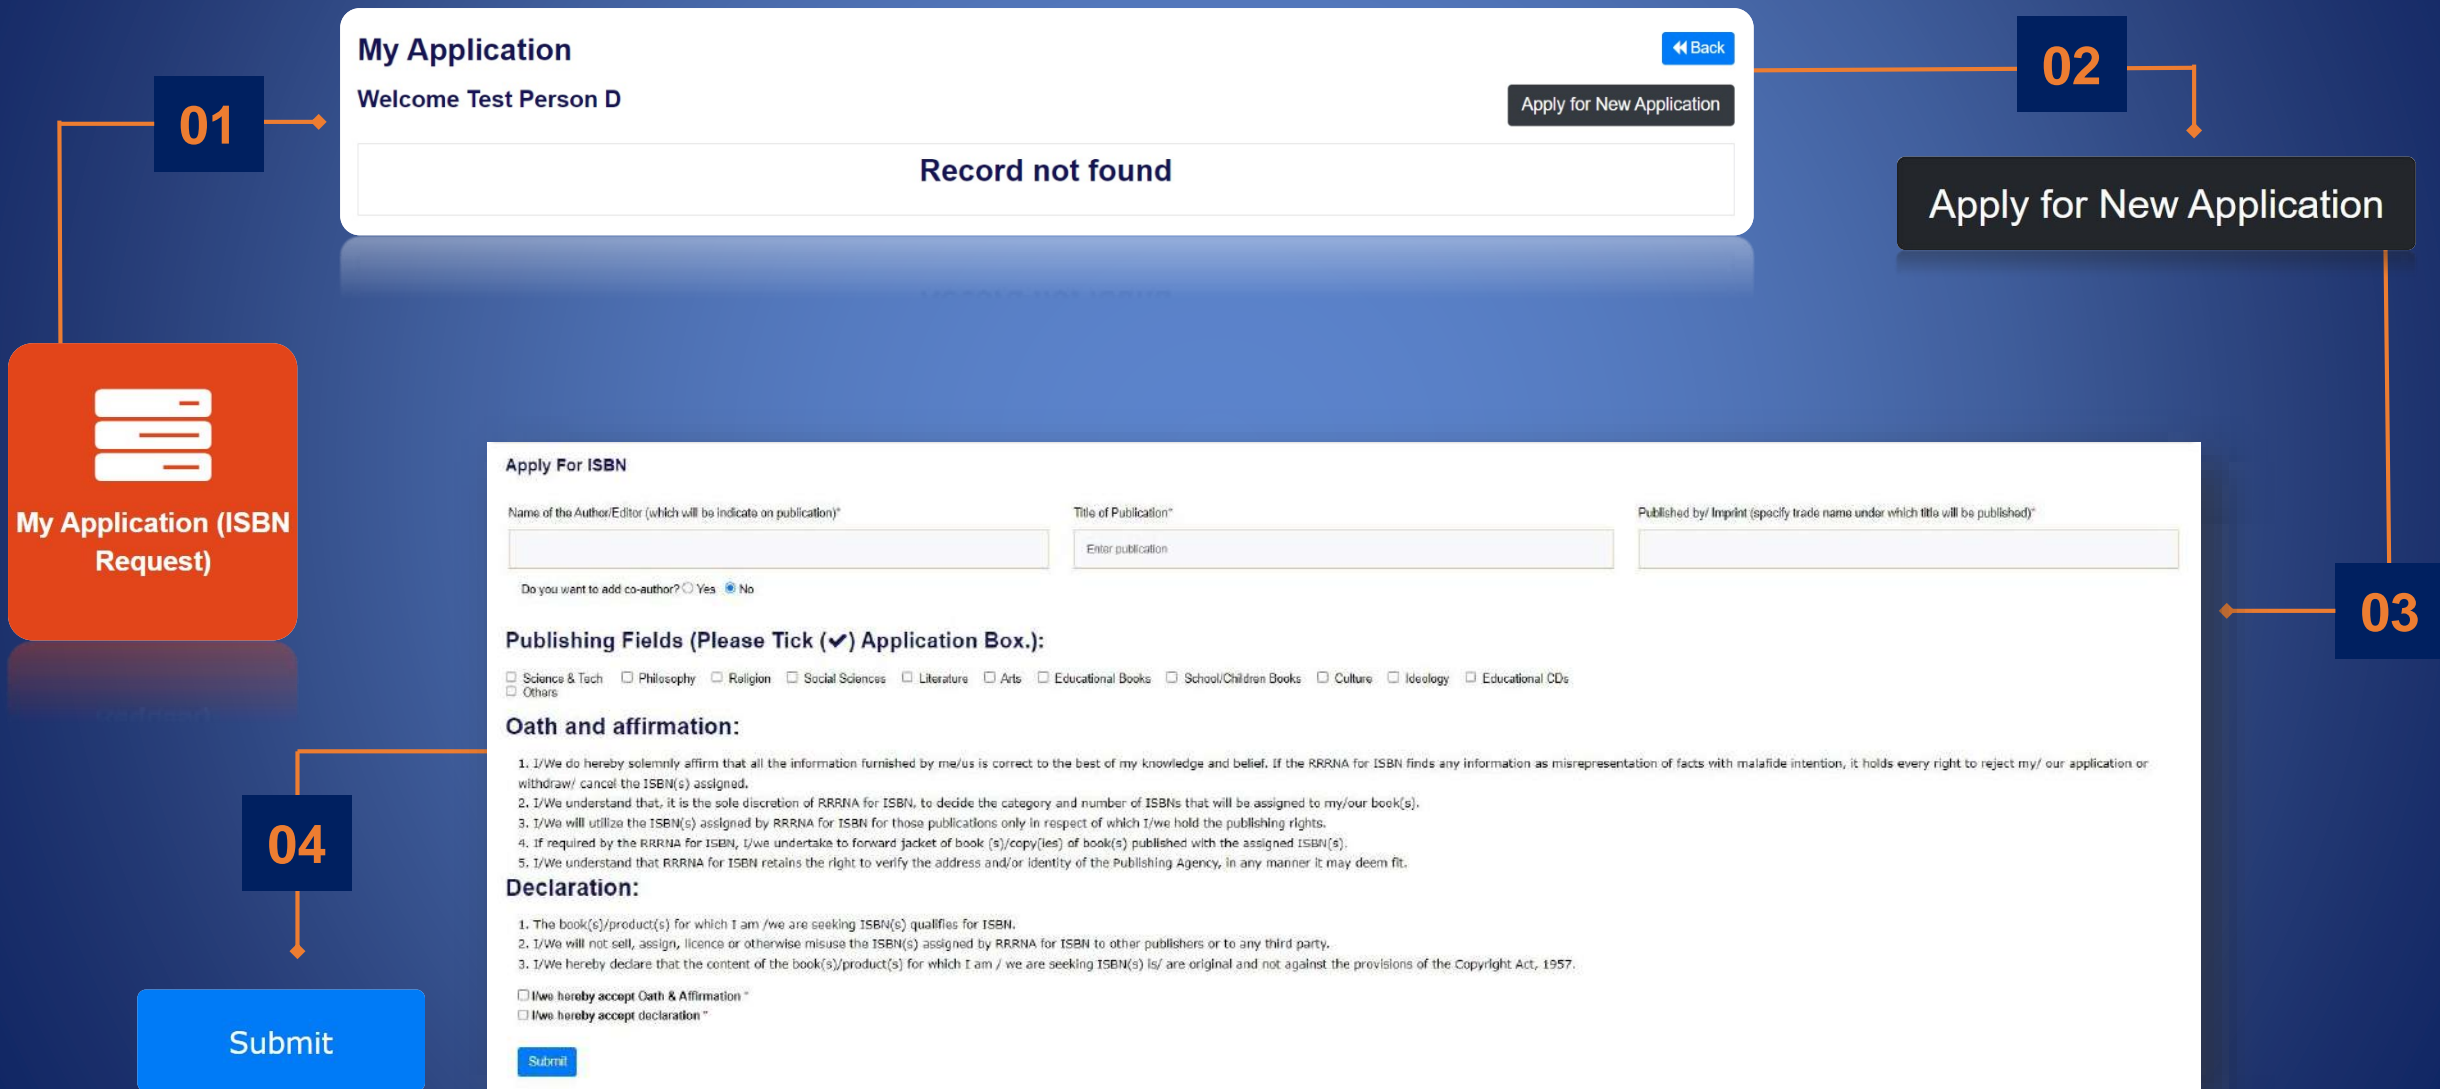 My Application
Back
Welcome Test Person D
Apply for New Application
Record not found
01
02
Apply for New Application
My Application (ISBN
Request)
03
Apply For ISBN
Name of the Author/Editor (which will be indicate on publication)*
Title of Publication*
Published by/ Imprint (specify trade name under which title will be published)*
Enter publication
Do you want to add co-author? Yes No
Publishing Fields (Please Tick (✔) Application Box.):
Science & Tech Philosophy Religion Social Sciences Literature Arts Educational Books School/Children Books Culture Ideology Educational CDs
Others
Oath and affirmation:
1. I/We do hereby solemnly affirm that all the information furnished by me/us is correct to the best of my knowledge and belief. If the RRRNA for ISBN finds any information as misrepresentation of facts with malafide intention, it holds every right to reject my/ our application or
withdraw/ cancel the ISBN(s) assigned.
2. I/We understand that, it is the sole discretion of RRRNA for ISBN, to decide the category and number of ISBNs that will be assigned to my/our book(s).
3. I/We will utilize the ISBN(s) assigned by RRRNA for ISBN for those publications only in respect of which I/we hold the publishing rights.
4. If required by the RRRNA for ISBN, I/we undertake to forward jacket of book (s)/copy(ies) of book(s) published with the assigned ISBN(s).
5. I/We understand that RRRNA for ISBN retains the right to verify the address and/or identity of the Publishing Agency, in any manner it may deem fit.
Declaration:
1. The book(s)/product(s) for which I am /we are seeking ISBN(s) qualifies for ISBN.
2. I/We will not sell, assign, licence or otherwise misuse the ISBN(s) assigned by RRRNA for ISBN to other publishers or to any third party.
3. I/We hereby declare that the content of the book(s)/product(s) for which I am / we are seeking ISBN(s) is/ are original and not against the provisions of the Copyright Act, 1957.
I/we hereby accept Oath & Affirmation *
I/we hereby accept declaration *
Submit
04
Submit